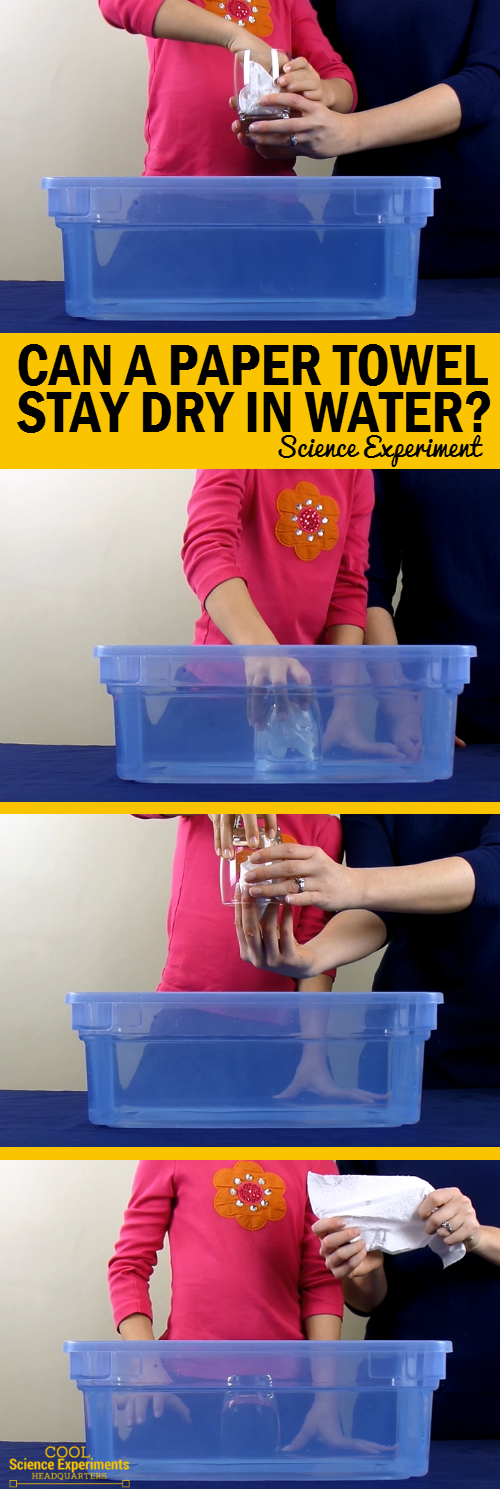 CAN A PAPER TOWEL
STAY DRY IN WATER?
Science Experiment
COOL
Science Experiments
HEADQUARTERS